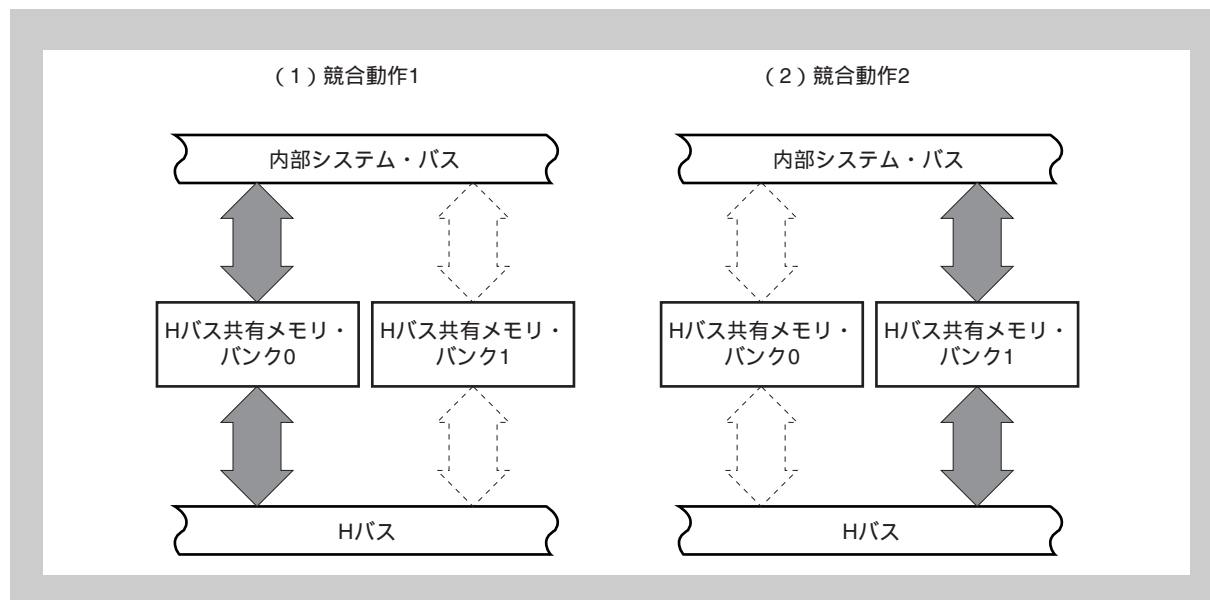 （1）競合動作1
内部システム・バス
Hバス共有メモリ・
バンク0
Hバス共有メモリ・
バンク1
Hバス
（2）競合動作2
内部システム・バス
Hバス共有メモリ・
バンク0
Hバス共有メモリ・
バンク1
Hバス